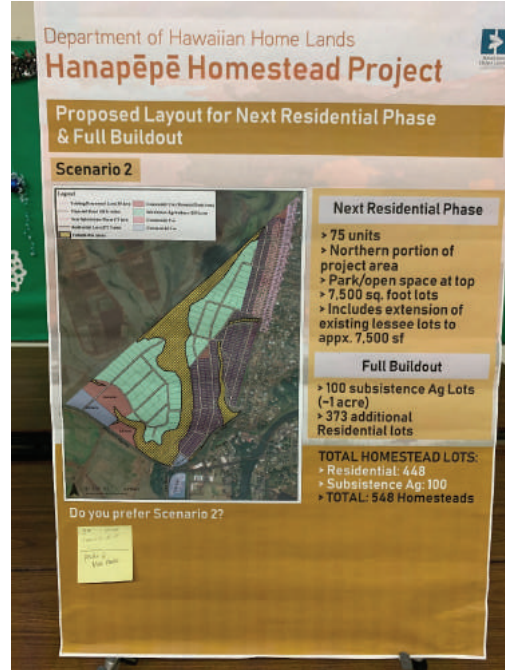 Department of Hawaiian Home Lands
Hanapēpē Homestead Project
Proposed Layout for Next Residential Phase
& Full Buildout
Scenario 2
Legend
Next Residential Phase
> 75 units
> Northern portion of
project area
> Park/open space at top
> 7,500 sq. foot lots
> Includes extension of
existing lessee lots to
appx. 7,500 sf
Full Buildout
> 100 subsistence Ag Lots
(~1 acre)
> 373 additional
Residential lots
TOTAL HOMESTEAD LOTS:
> Residential: 448
> Subsistence Ag: 100
> TOTAL: 548 Homesteads
Do you prefer Scenario 2?